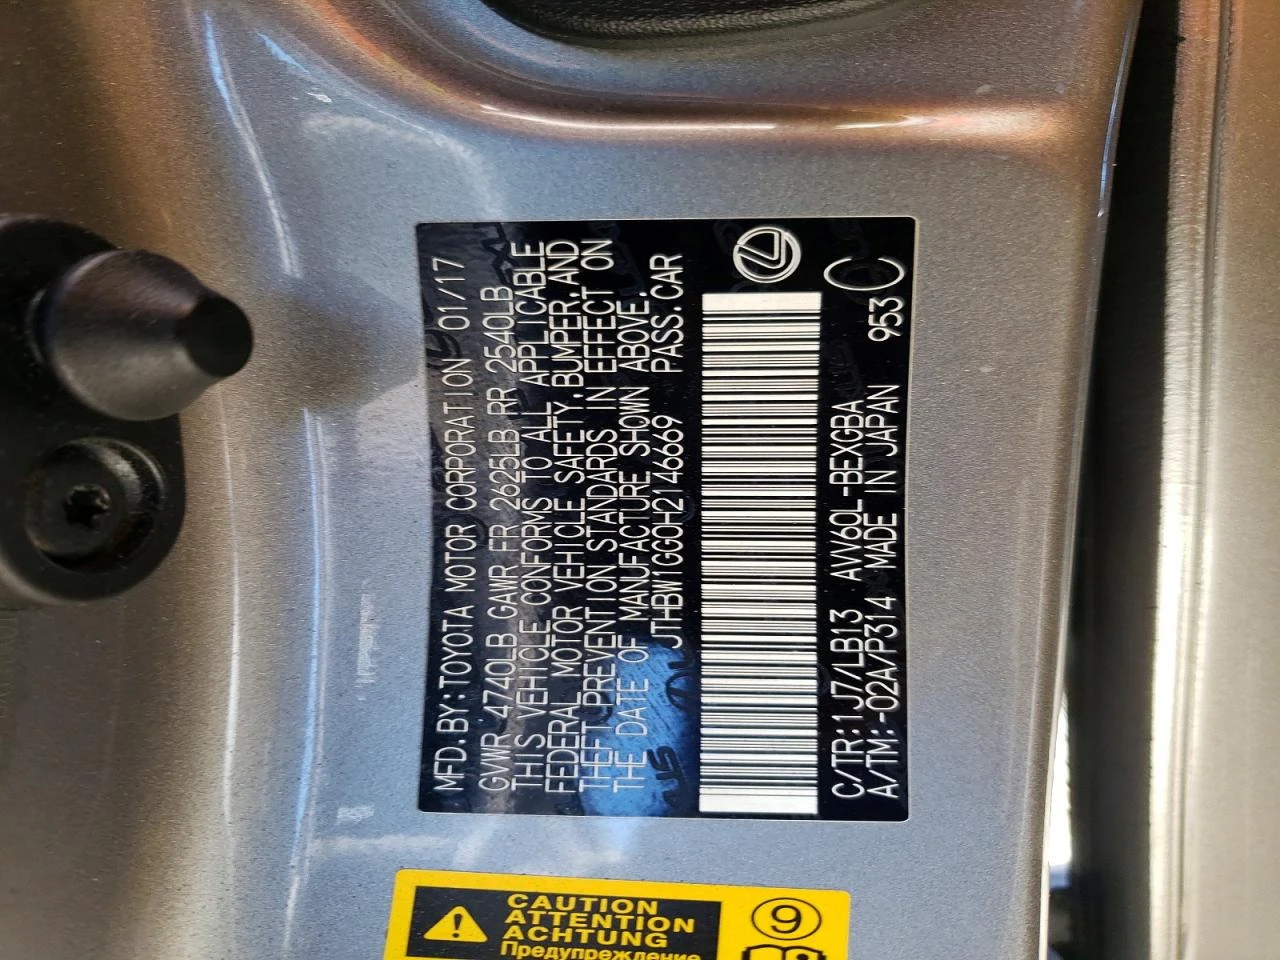 MFD.BY:TOYOTA MOTOR CORPORATION 01/17
GVWR 4740LB GAWR FR 2625LB RR 2540LB
THIS VEHICLE CONFORMS TO ALL APPLICABLE
FEDERAL MOTOR VEHICLE SAFETY,BUMPER,AND
THEFT PREVENTION STANDARDS IN EFFECT ON
THE DATE OF MANUFACTURE SHOWN ABOVE.
JTHBW1GG0H2146669 PASS.CAR
C/TR:1J7/LB13 AVV60L-BEXGBA
A/TM:-02A/P314 MADE IN JAPAN 953
C
CAUTION
ATTENTION
ACHTUNG
Предупреждение
9